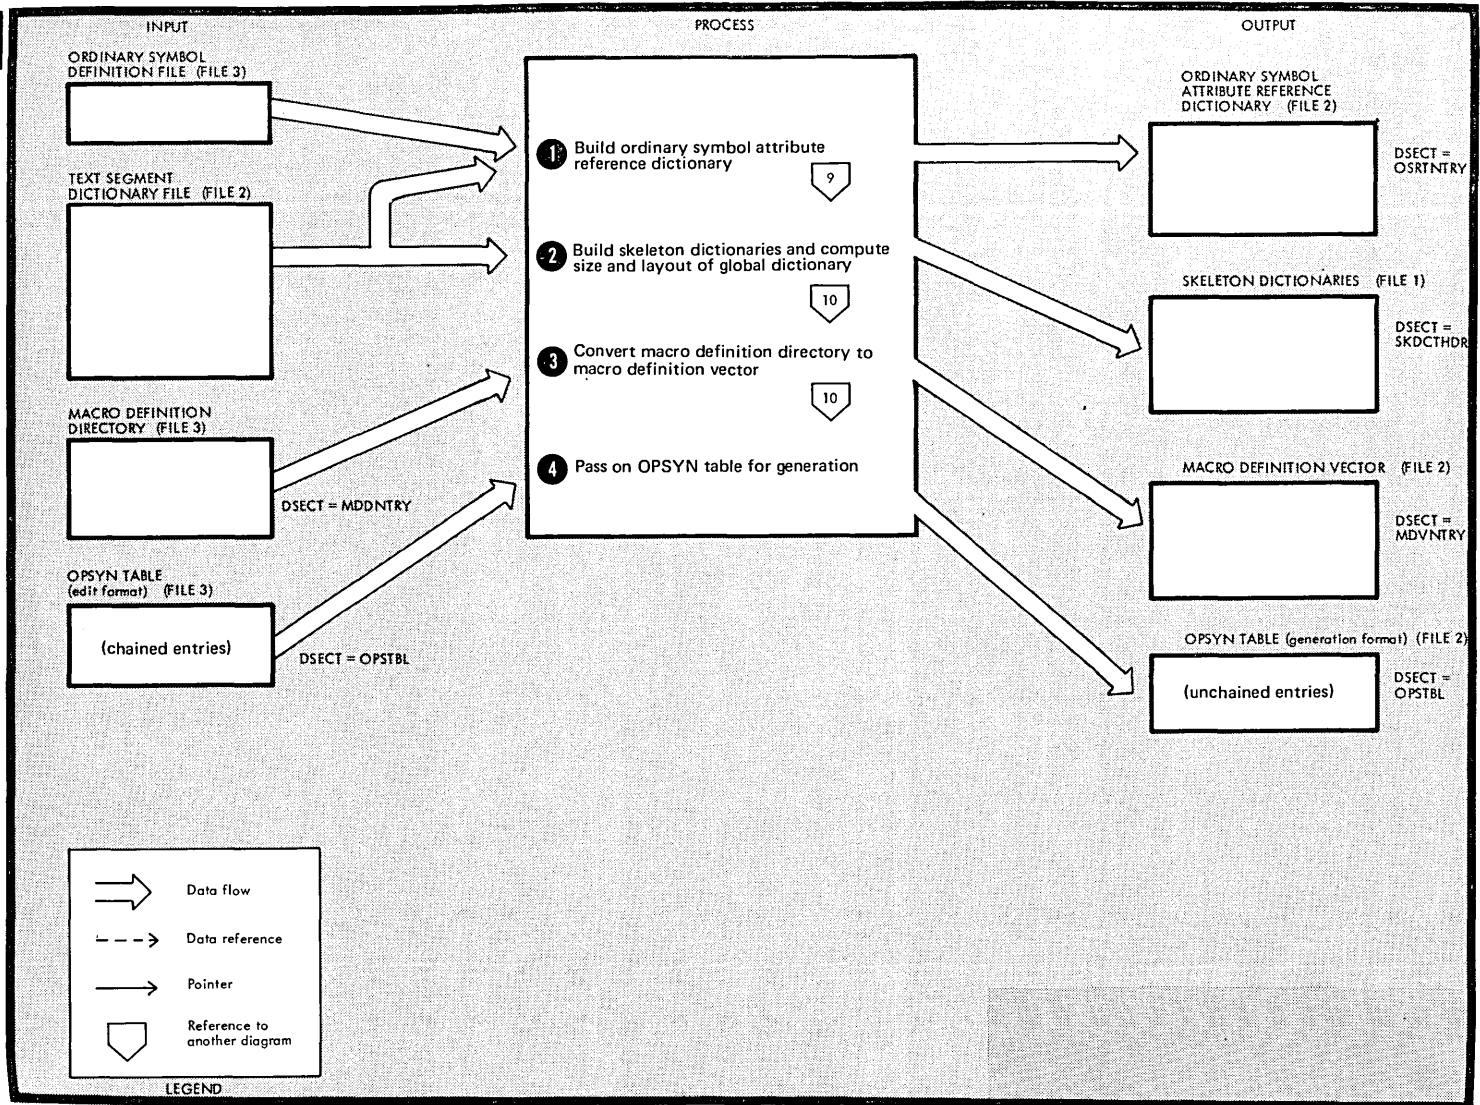 INPUT
PROCESS
OUTPUT
ORDINARY SYMBOL
DEFINITION FILE (FILE 3)
TEXT SEGMENT
DICTIONARY FILE (FILE 2)
MACRO DEFINITION
DIRECTORY (FILE 3)
DSECT = MDDNTRY
OPSYN TABLE
(edit format) (FILE 3)
(chained entries)
DSECT = OPSTBL
1 Build ordinary symbol attribute
reference dictionary
9
2 Build skeleton dictionaries and compute
size and layout of global dictionary
10
3 Convert macro definition directory to
macro definition vector
10
4 Pass on OPSYN table for generation
ORDINARY SYMBOL
ATTRIBUTE REFERENCE
DICTIONARY (FILE 2)
DSECT =
OSRTNTRY
SKELETON DICTIONARIES (FILE 1)
DSECT =
SKDCTHDR
MACRO DEFINITION VECTOR (FILE 2)
DSECT =
MDVNTRY
OPSYN TABLE (generation format) (FILE 2)
(unchained entries)
DSECT =
OPSTBL
Data flow
Data reference
Pointer
Reference to
another diagram
LEGEND